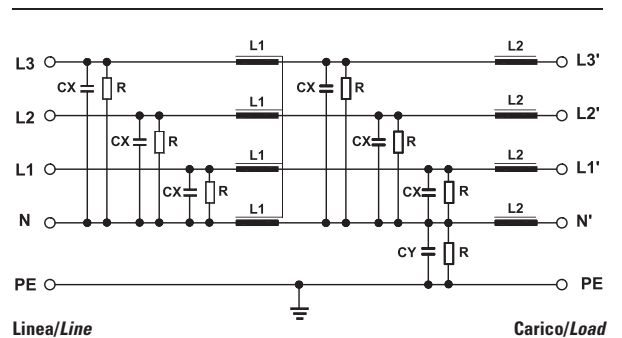 L1 L2
L3 CX R CX R L3'
L1 L2
L2 CX R CX R L2'
L1 L2
L1 CX R CX R L1'
L1 L2
N N'
CY R
PE PE
Linea/Line Carico/Load